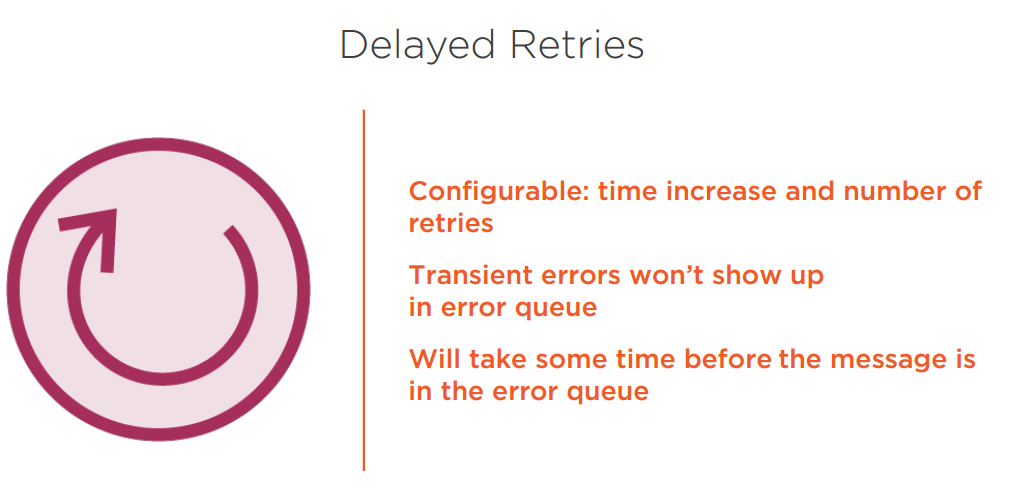 Delayed Retries
Configurable: time increase and number of
retries
Transient errors won’t show up
in error queue
Will take some time before the message is
in the error queue